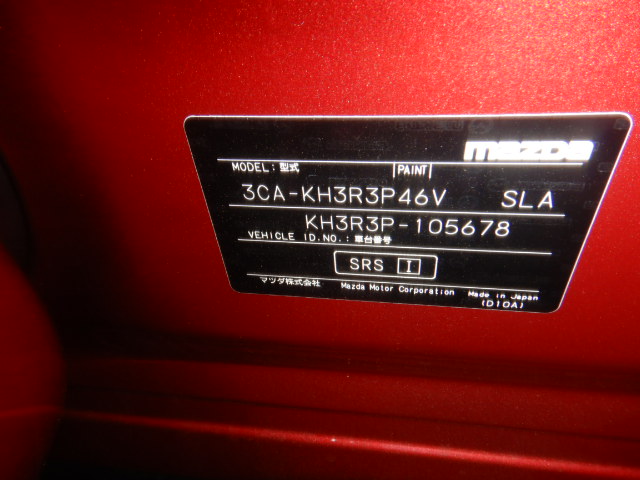 mazda
MODEL:型式 PAINT
3CA-KH3R3P46V SLA
KH3R3P-105678
VEHICLE ID.NO.:車台番号
SRS I
マツダ株式会社 Mazda Motor Corporation Made in Japan
(D10A)